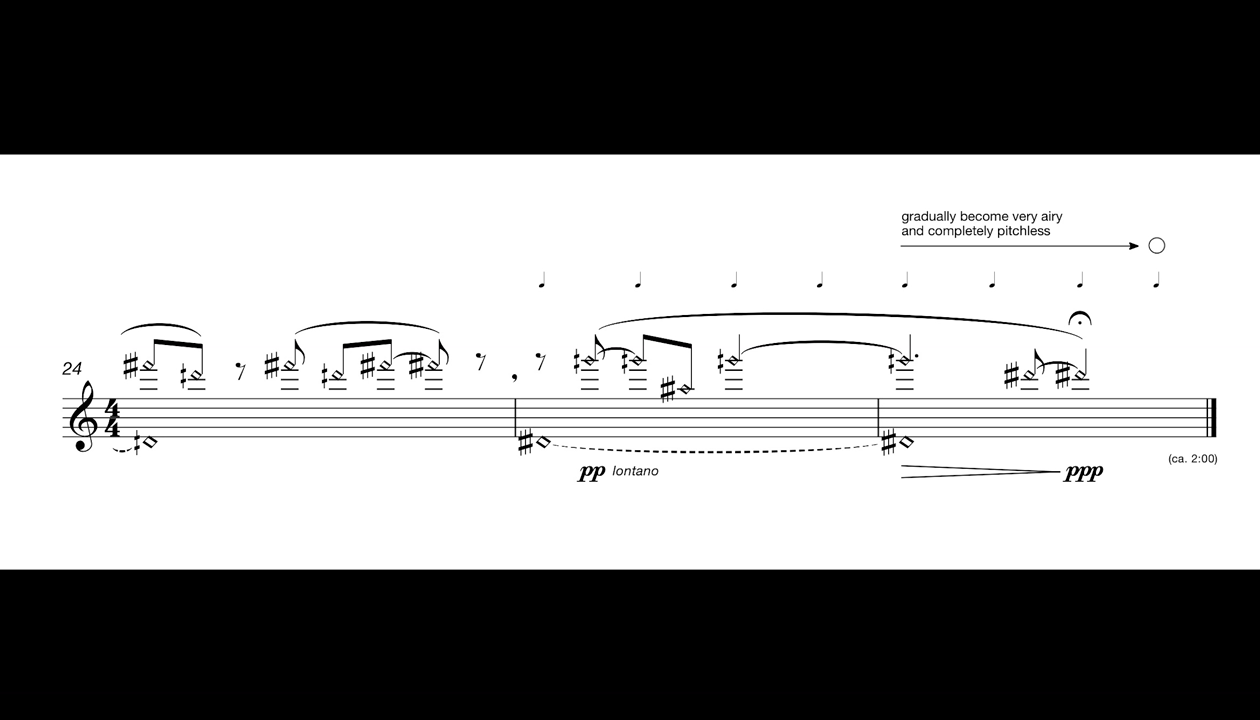 gradually become very airy
and completely pitchless
24
4
4
(ca. 2:00)
pp lontano
ppp